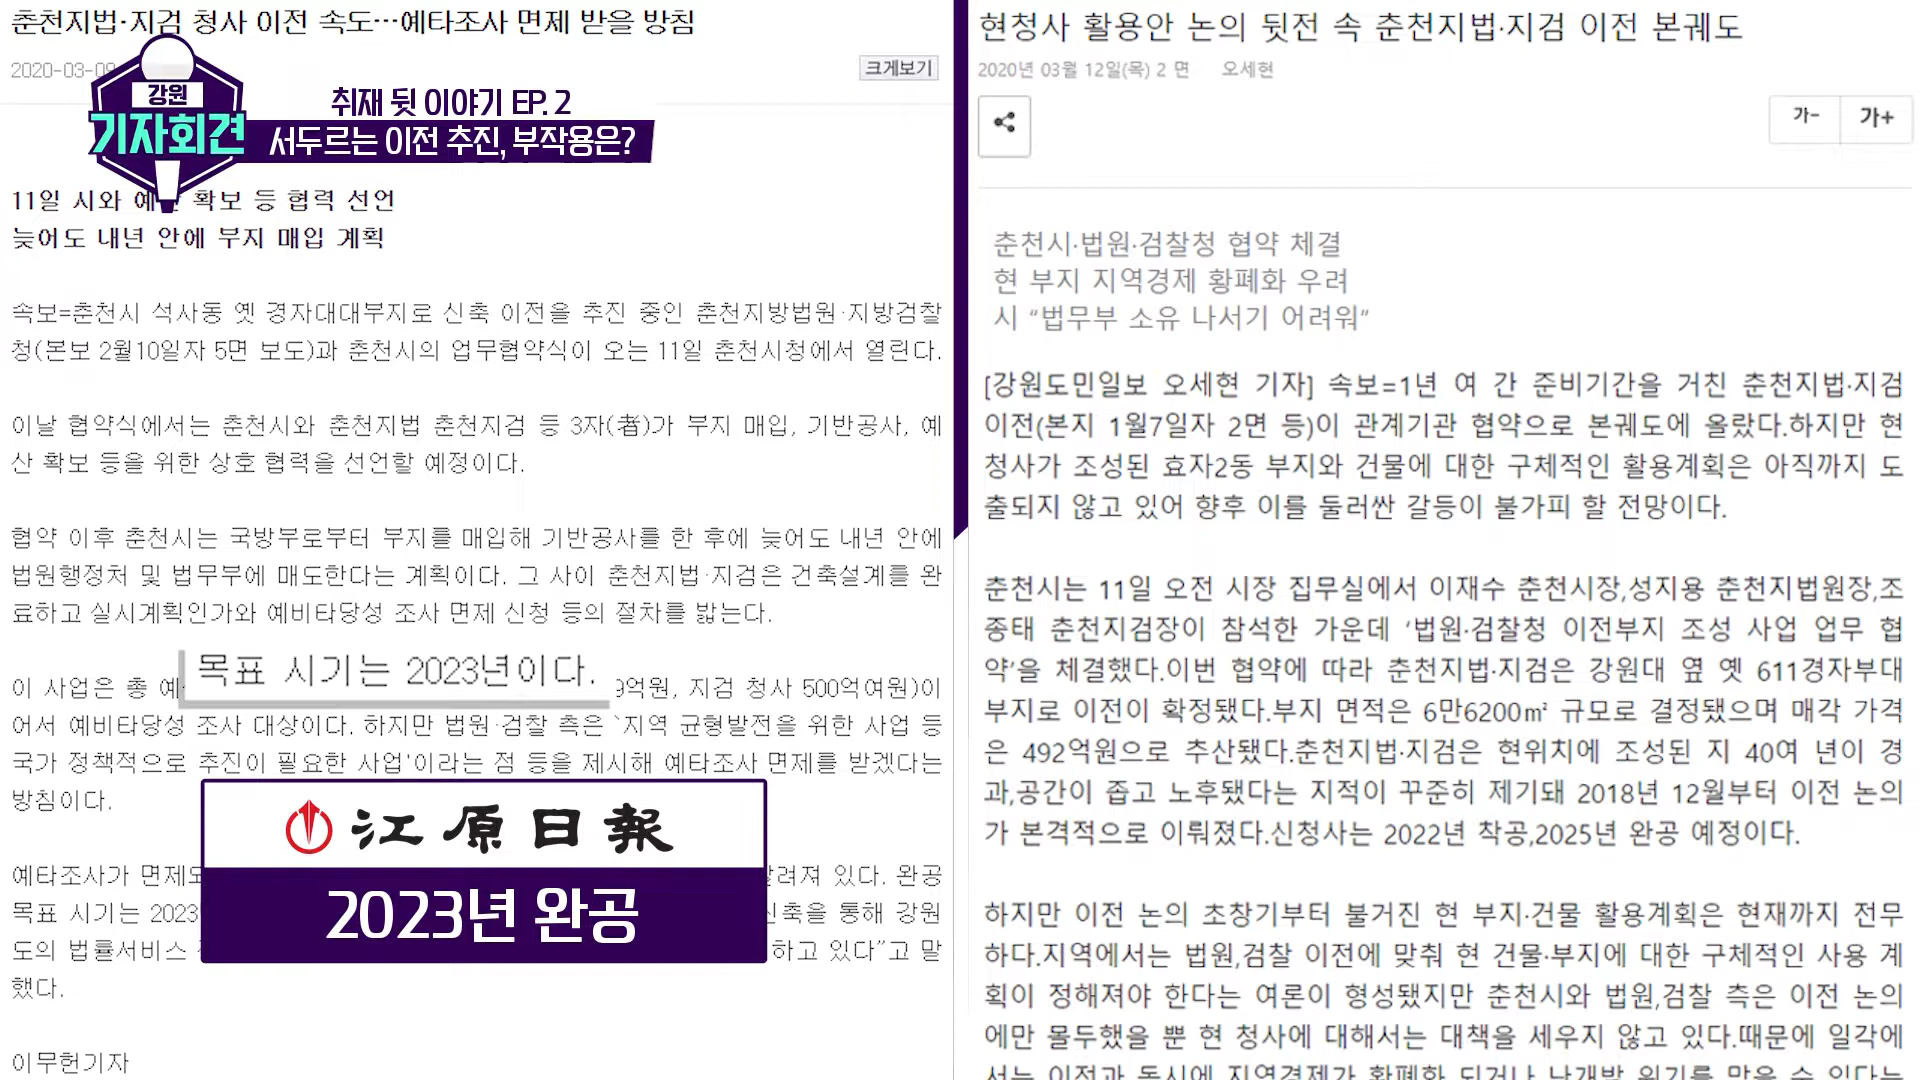 춘천지법·지검 청사 이전 속도…예타조사 면제 받을 방침
2020-03-09
크게보기
강원
기자회견
취재 뒷 이야기 EP. 2
서두르는 이전 추진, 부작용은?
11일 시와 예산 확보 등 협력 선언
늦어도 내년 안에 부지 매입 계획
속보=춘천시 석사동 옛 경자대대부지로 신축 이전을 추진 중인 춘천지방법원·지방검찰
청(본보 2월10일자 5면 보도)과 춘천시의 업무협약식이 오는 11일 춘천시청에서 열린다.
이날 협약식에서는 춘천시와 춘천지법 춘천지검 등 3자(者)가 부지 매입, 기반공사, 예
산 확보 등을 위한 상호 협력을 선언할 예정이다.
협약 이후 춘천시는 국방부로부터 부지를 매입해 기반공사를 한 후에 늦어도 내년 안에
법원행정처 및 법무부에 매도한다는 계획이다. 그 사이 춘천지법·지검은 건축설계를 완
료하고 실시계획인가와 예비타당성 조사 면제 신청 등의 절차를 밟는다.
목표 시기는 2023년이다.
이 사업은 총 9억원, 지검 청사 500억여원)이
어서 예비타당성 조사 대상이다. 하지만 법원·검찰 측은 `지역 균형발전을 위한 사업 등
국가 정책적으로 추진이 필요한 사업'이라는 점 등을 제시해 예타조사 면제를 받겠다는
방침이다.
江原日報
2023년 완공
예타조사가 면제 려져 있다. 완공
목표 시기는 2023 신축을 통해 강원
도의 법률서비스 하고 있다”고 말
했다.
이무헌기자
현청사 활용안 논의 뒷전 속 춘천지법·지검 이전 본궤도
2020년 03월 12일(목) 2 면 오세현
가- 가+
춘천시·법원·검찰청 협약 체결
현 부지 지역경제 황폐화 우려
시 “법무부 소유 나서기 어려워”
[강원도민일보 오세현 기자] 속보=1년 여 간 준비기간을 거친 춘천지법·지검
이전(본지 1월7일자 2면 등)이 관계기관 협약으로 본궤도에 올랐다.하지만 현
청사가 조성된 효자2동 부지와 건물에 대한 구체적인 활용계획은 아직까지 도
출되지 않고 있어 향후 이를 둘러싼 갈등이 불가피 할 전망이다.
춘천시는 11일 오전 시장 집무실에서 이재수 춘천시장,성지용 춘천지법원장,조
종태 춘천지검장이 참석한 가운데 ‘법원·검찰청 이전부지 조성 사업 업무 협
약’을 체결했다.이번 협약에 따라 춘천지법·지검은 강원대 옆 옛 611경자부대
부지로 이전이 확정됐다.부지 면적은 6만6200㎡ 규모로 결정됐으며 매각 가격
은 492억원으로 추산됐다.춘천지법·지검은 현위치에 조성된 지 40여 년이 경
과,공간이 좁고 노후됐다는 지적이 꾸준히 제기돼 2018년 12월부터 이전 논의
가 본격적으로 이뤄졌다.신청사는 2022년 착공,2025년 완공 예정이다.
하지만 이전 논의 초창기부터 불거진 현 부지·건물 활용계획은 현재까지 전무
하다.지역에서는 법원,검찰 이전에 맞춰 현 건물·부지에 대한 구체적인 사용 계
획이 정해져야 한다는 여론이 형성됐지만 춘천시와 법원,검찰 측은 이전 논의
에만 몰두했을 뿐 현 청사에 대해서는 대책을 세우지 않고 있다.때문에 일각에
서는 이전과 동시에 지역경제가 황폐화 되거나 난개발 위기를 맞을 수 있다는